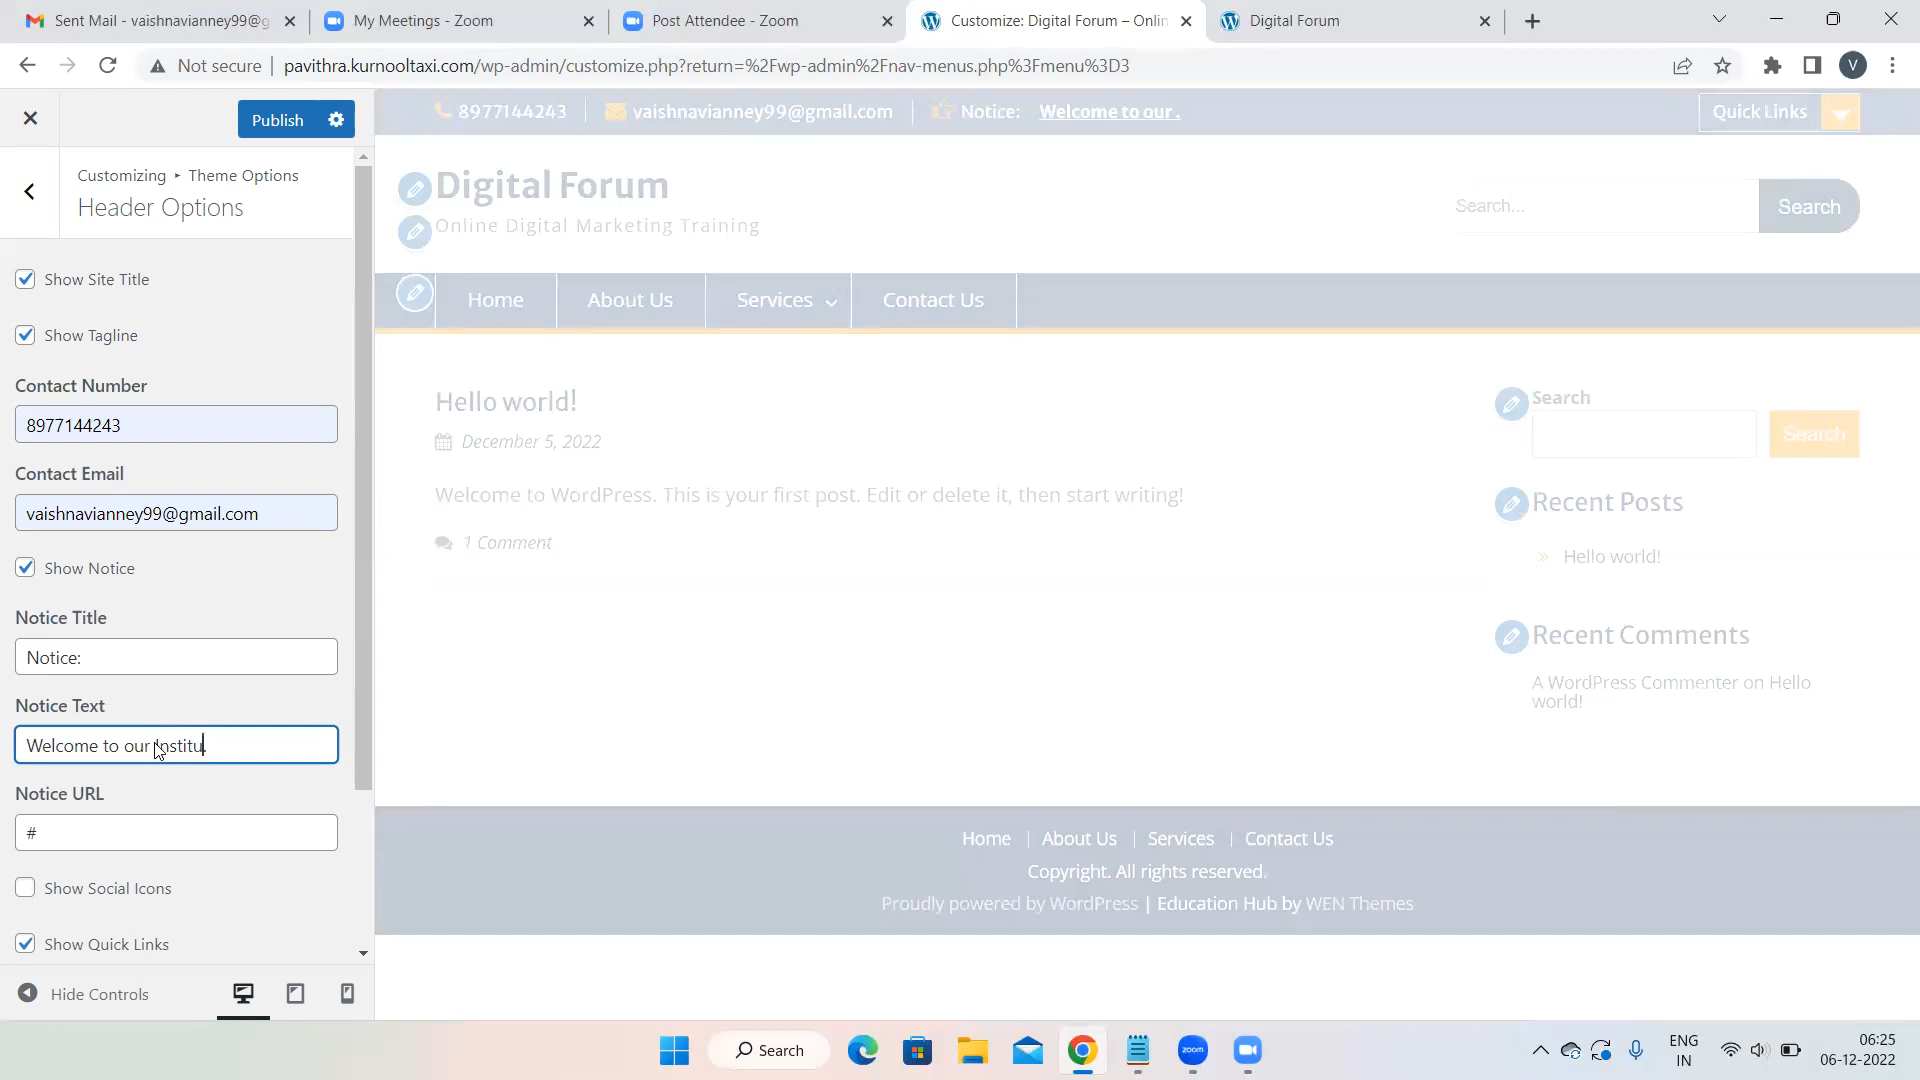 Sent Mail - vaishnavianney99@g
My Meetings - Zoom
Post Attendee - Zoom
Customize: Digital Forum – Onlin
Digital Forum
Not secure
pavithra.kurnooltaxi.com/wp-admin/customize.php?return=%2Fwp-admin%2Fnav-menus.php%3Fmenu%3D3
V
Publish
Customizing ▸ Theme Options
Header Options
Show Site Title
Show Tagline
Contact Number
8977144243
Contact Email
vaishnavianney99@gmail.com
Show Notice
Notice Title
Notice:
Notice Text
Welcome to our Institu.
Notice URL
#
Show Social Icons
Show Quick Links
Hide Controls
8977144243
vaishnavianney99@gmail.com
Notice: Welcome to our .
Quick Links
Digital Forum
Online Digital Marketing Training
Search...
Search
Home
About Us
Services
Contact Us
Hello world!
December 5, 2022
Welcome to WordPress. This is your first post. Edit or delete it, then start writing!
1 Comment
Search
Search
Recent Posts
» Hello world!
Recent Comments
A WordPress Commenter on Hello
world!
Home | About Us | Services | Contact Us
Copyright. All rights reserved.
Proudly powered by WordPress | Education Hub by WEN Themes
Search
zoom
ENG
IN
06:25
06-12-2022